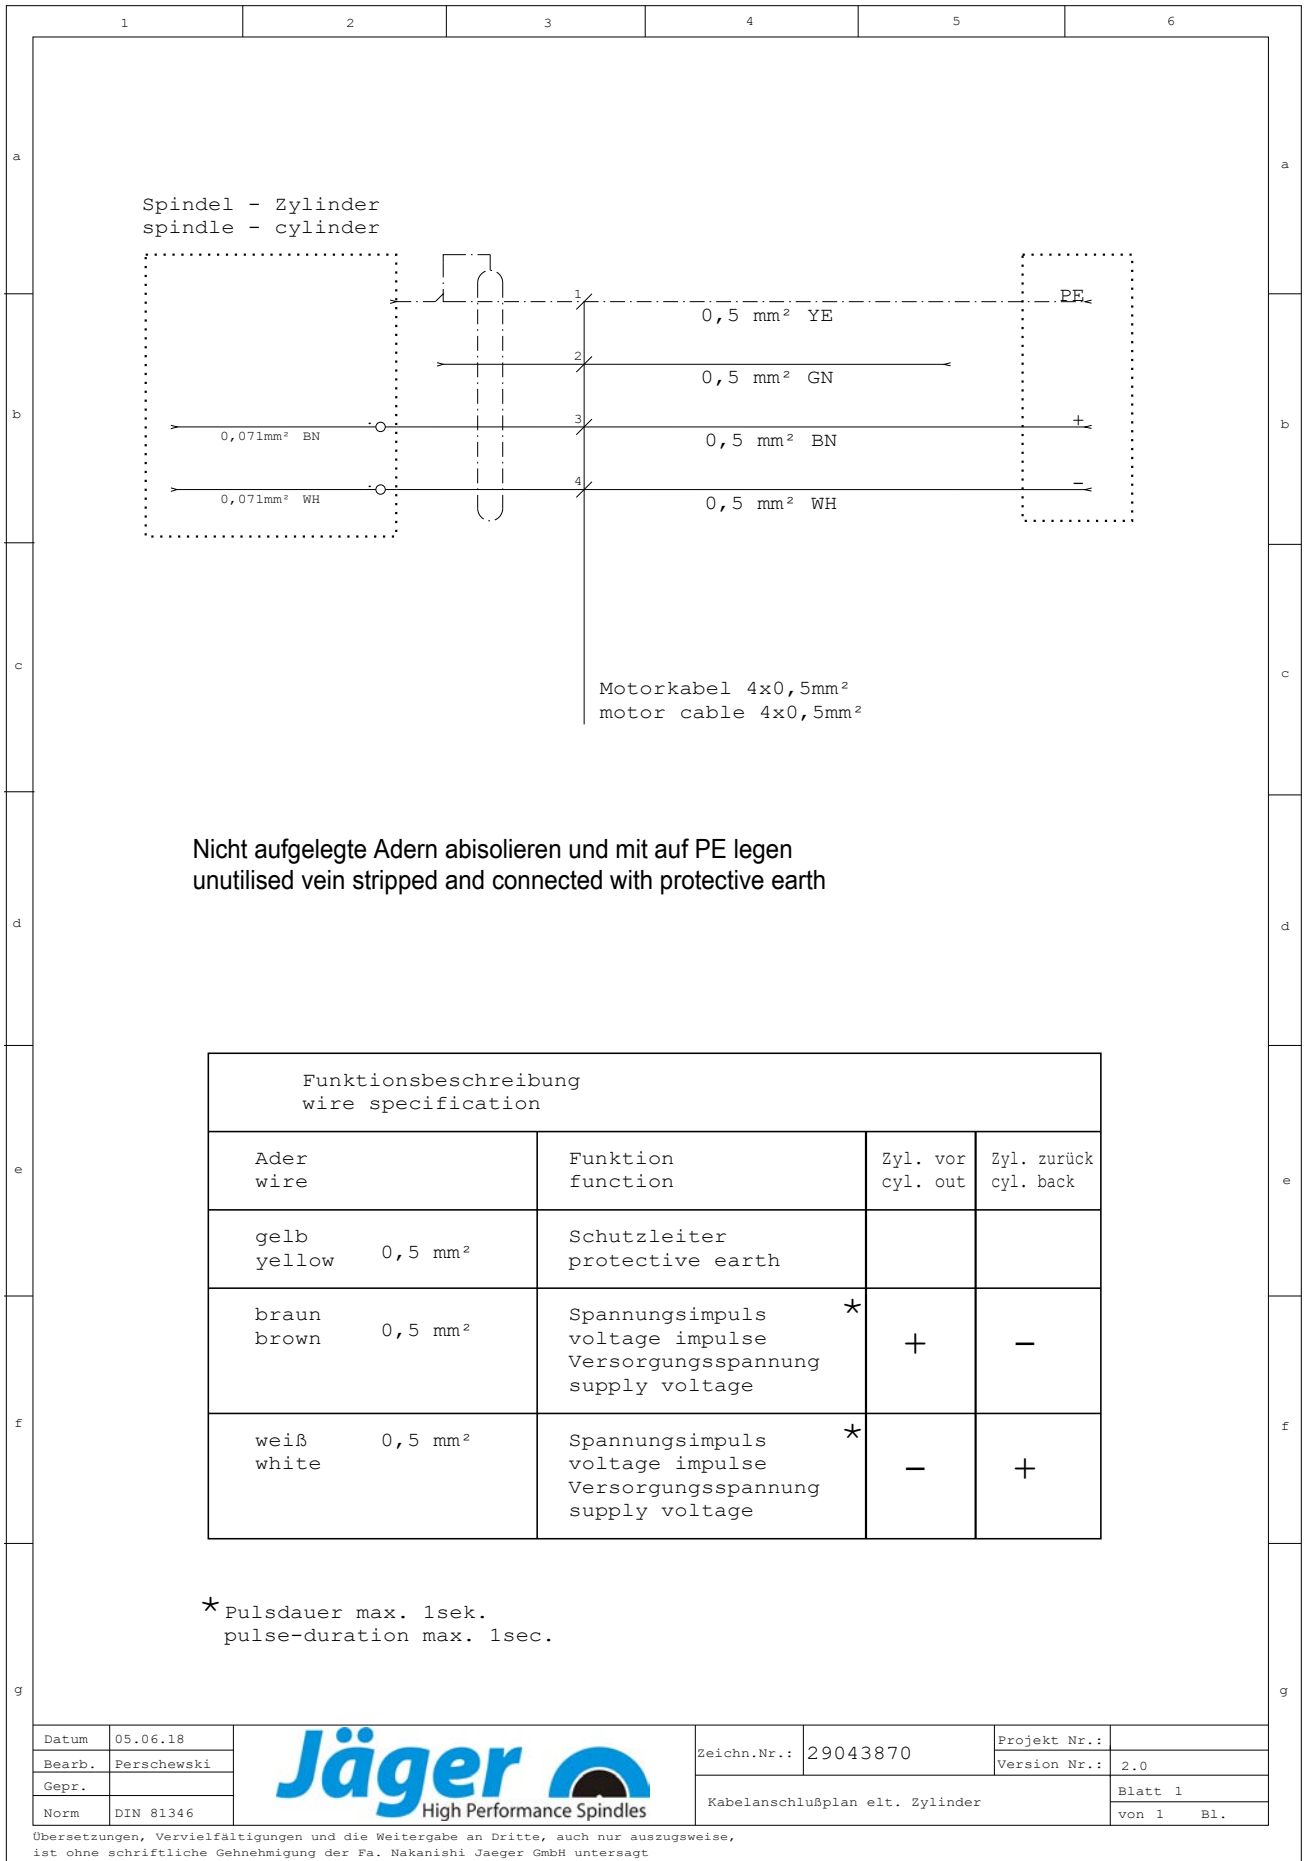 1 2 3 4 5 6
a a
Spindel - Zylinder
spindle - cylinder
1 PE
0,5 mm² YE
2
0,5 mm² GN
b b
3 +
0,071mm² BN 0,5 mm² BN
4 -
0,071mm² WH 0,5 mm² WH
c c
Motorkabel 4x0,5mm²
motor cable 4x0,5mm²
Nicht aufgelegte Adern abisolieren und mit auf PE legen
unutilised vein stripped and connected with protective earth
d d
Funktionsbeschreibung
wire specification
e e
Ader Funktion Zyl. vor Zyl. zurück
wire function cyl. out cyl. back
gelb Schutzleiter
yellow 0,5 mm² protective earth
braun Spannungsimpuls *
brown 0,5 mm² voltage impulse + -
Versorgungsspannung
supply voltage
f f
weiß 0,5 mm² Spannungsimpuls *
white voltage impulse - +
Versorgungsspannung
supply voltage
* Pulsdauer max. 1sek.
pulse-duration max. 1sec.
g g
Datum 05.06.18
Bearb. Perschewski
Gepr.
Norm DIN 81346
Jäger
High Performance Spindles
Zeichn.Nr.: 29043870
Projekt Nr.:
Version Nr.: 2.0
Kabelanschlußplan elt. Zylinder
Blatt 1
von 1 Bl.
Übersetzungen, Vervielfältigungen und die Weitergabe an Dritte, auch nur auszugsweise,
ist ohne schriftliche Gehnehmigung der Fa. Nakanishi Jaeger GmbH untersagt